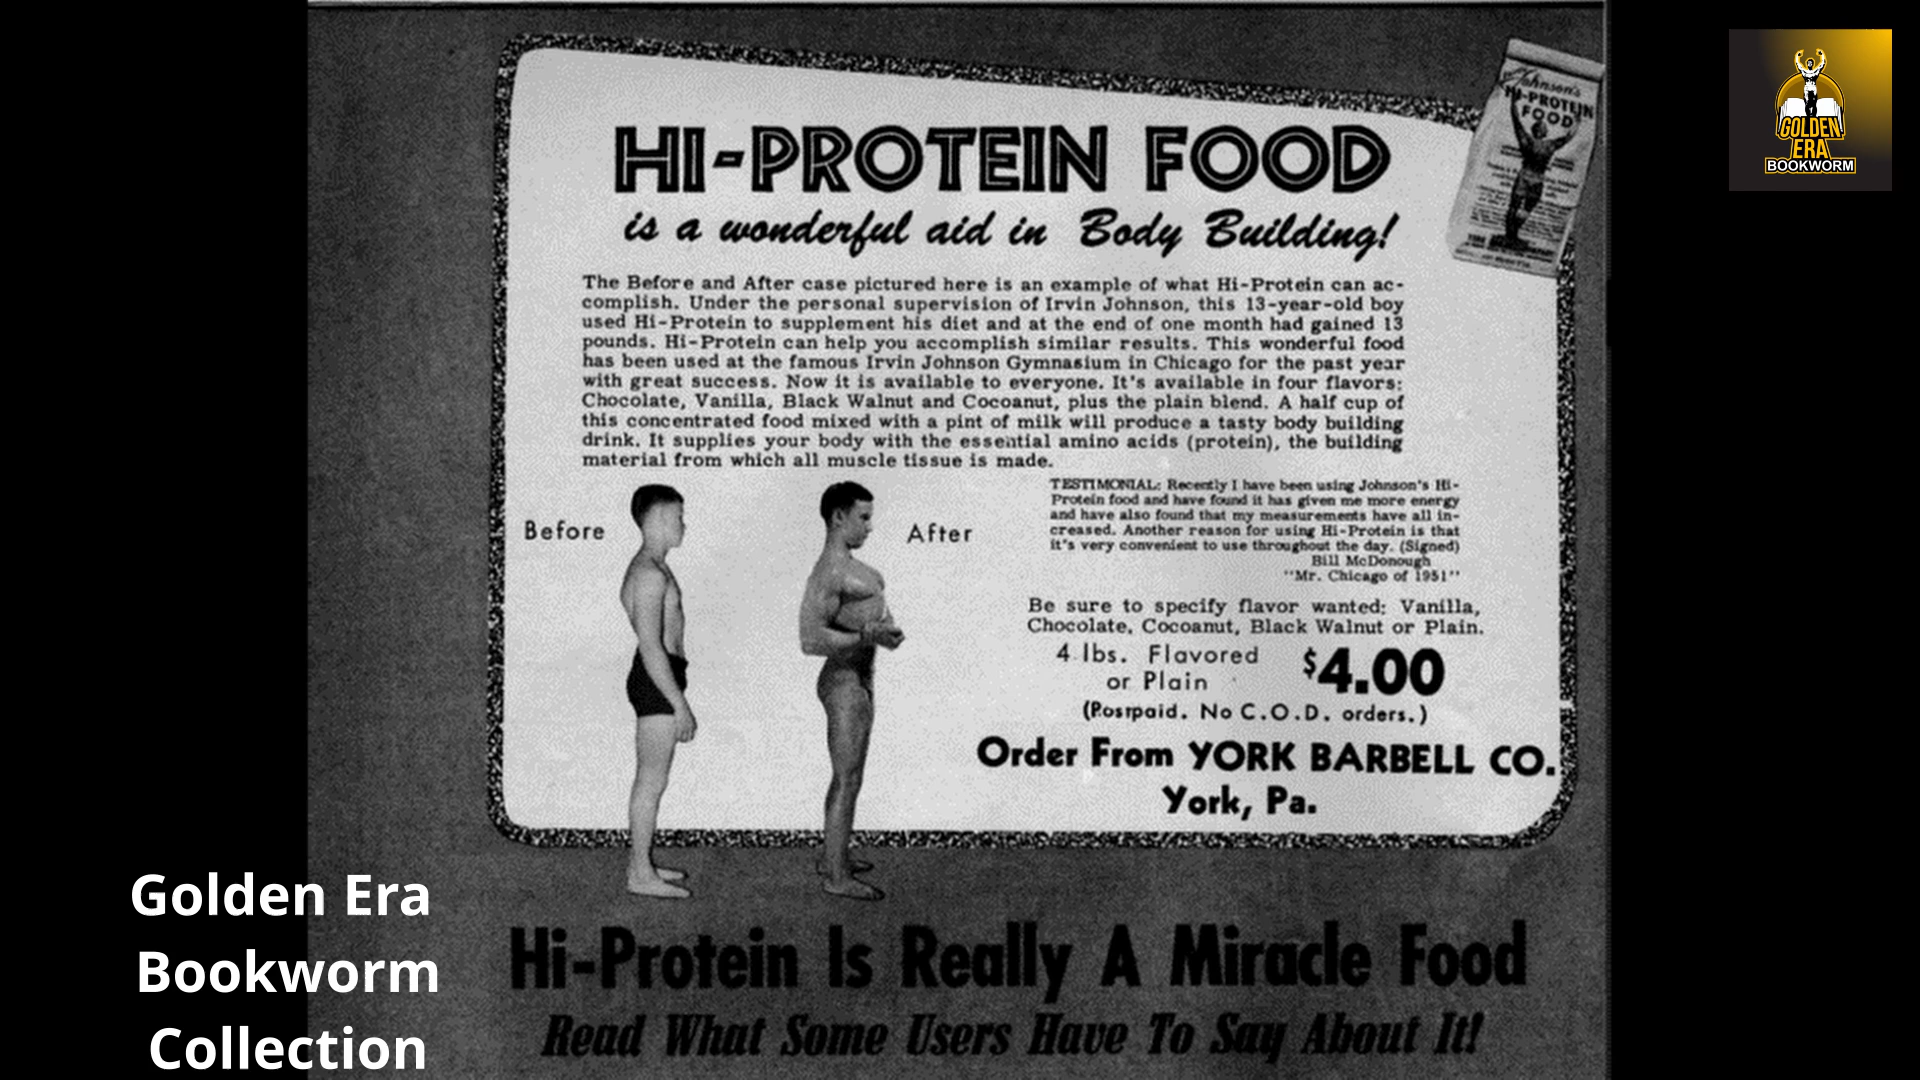 HI-PROTEIN FOOD
is a wonderful aid in Body Building!
The Before and After case pictured here is an example of what Hi-Protein can ac-
complish. Under the personal supervision of Irvin Johnson, this 13-year-old boy
used Hi-Protein to supplement his diet and at the end of one month had gained 13
pounds. Hi-Protein can help you accomplish similar results. This wonderful food
has been used at the famous Irvin Johnson Gymnasium in Chicago for the past year
with great success. Now it is available to everyone. It's available in four flavors:
Chocolate, Vanilla, Black Walnut and Cocoanut, plus the plain blend. A half cup of
this concentrated food mixed with a pint of milk will produce a tasty body building
drink. It supplies your body with the essential amino acids (protein), the building
material from which all muscle tissue is made.
Before
After
TESTIMONIAL: Recently I have been using Johnson's Hi-
Protein food and have found it has given me more energy
and have also found that my measurements have all in-
creased. Another reason for using Hi-Protein is that
it's very convenient to use throughout the day. (Signed)
Bill McDonough
"Mr. Chicago of 1951"
Be sure to specify flavor wanted: Vanilla,
Chocolate, Cocoanut, Black Walnut or Plain.
4 lbs. Flavored
or Plain
$4.00
(Postpaid. No C.O.D. orders.)
Order From YORK BARBELL CO.
York, Pa.
Hi-Protein Is Really A Miracle Food
Read What Some Users Have To Say About It!
Johnson's
HI-PROTEIN
FOOD
GOLDEN
ERA
BOOKWORM
Golden Era
Bookworm
Collection